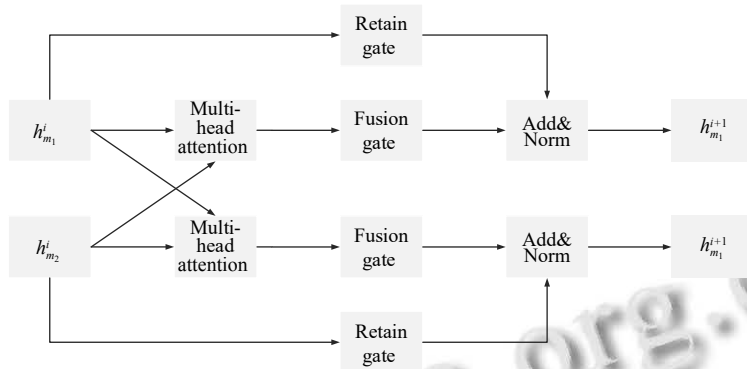 Retain
gate
h^i_{m_1}
Multi-
head
attention
Fusion
gate
Add&
Norm
h^{i+1}_{m_1}
h^i_{m_2}
Multi-
head
attention
Fusion
gate
Add&
Norm
h^{i+1}_{m_1}
Retain
gate
.org.